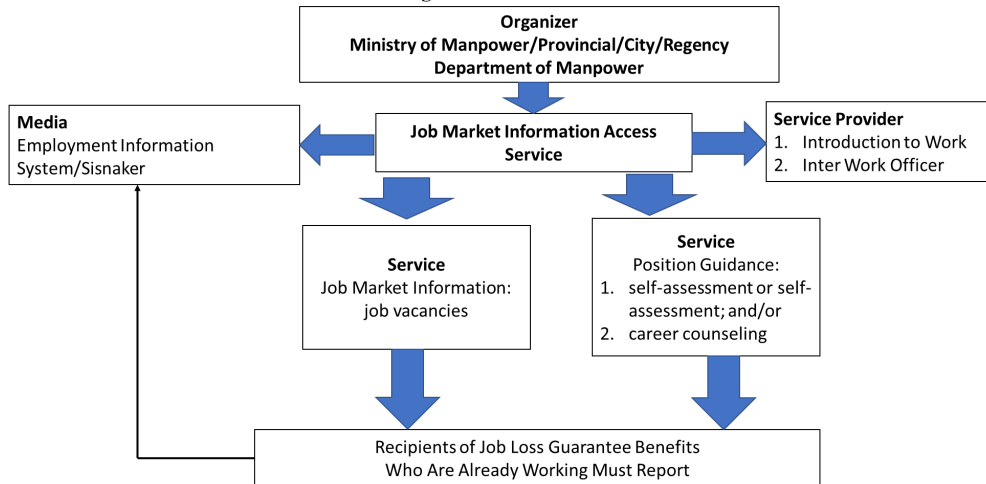 Organizer
Ministry of Manpower/Provincial/City/Regency
Department of Manpower
Media
Employment Information
System/Sisnaker
Job Market Information Access
Service
Service Provider
1. Introduction to Work
2. Inter Work Officer
Service
Job Market Information:
job vacancies
Service
Position Guidance:
1. self-assessment or self-
assessment; and/or
2. career counseling
Recipients of Job Loss Guarantee Benefits
Who Are Already Working Must Report